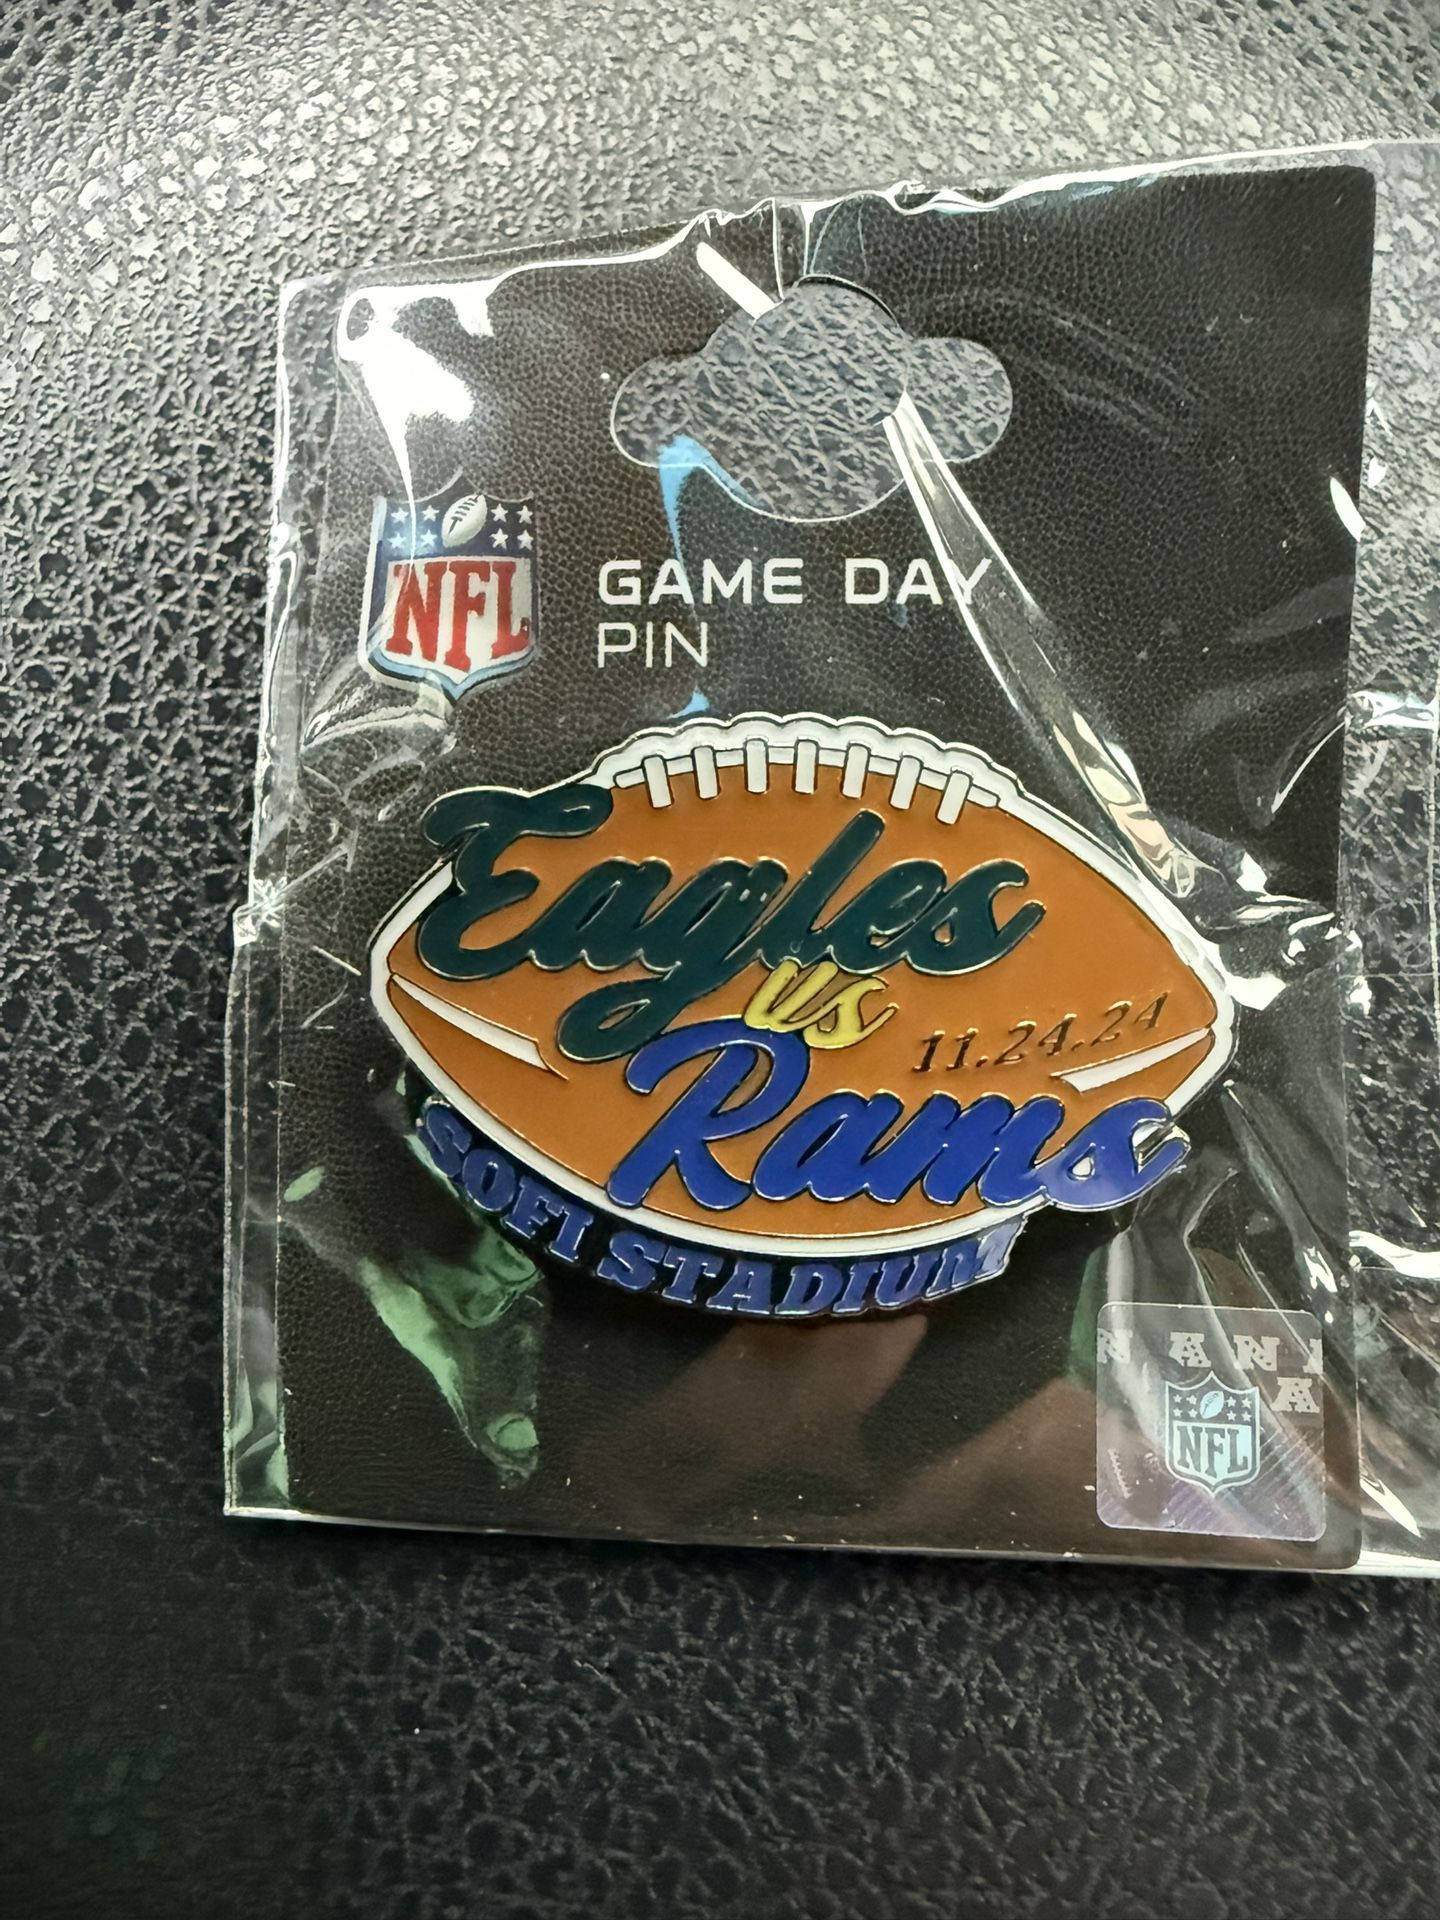 NFL
GAME DAY
PIN
Eagles
vs
Rams
11.24.24
SOFI STADIUM
NFL